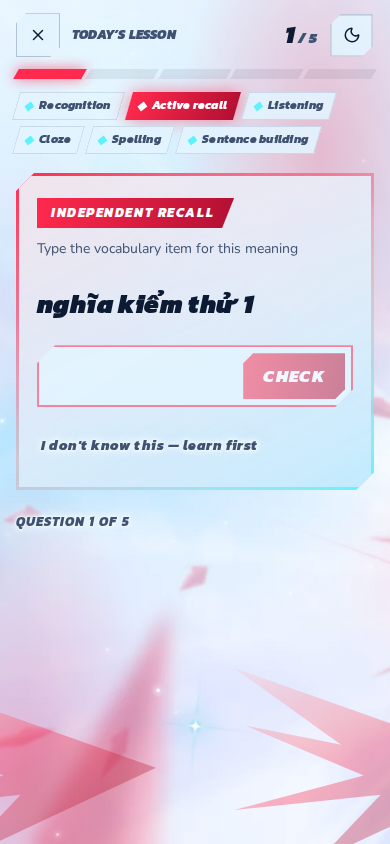 TODAY'S LESSON
1 / 5
Recognition
Active recall
Listening
Cloze
Spelling
Sentence building
INDEPENDENT RECALL
Type the vocabulary item for this meaning
nghĩa kiểm thử 1
CHECK
I don't know this — learn first
QUESTION 1 OF 5